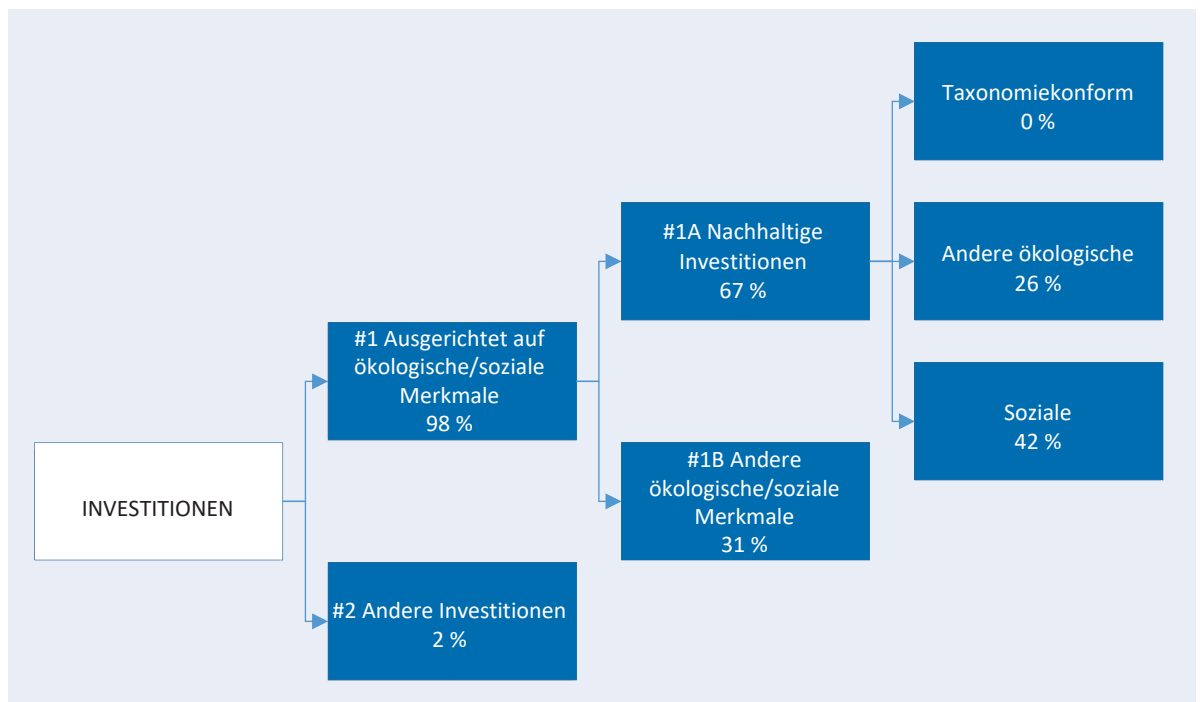 INVESTITIONEN
#1 Ausgerichtet auf
ökologische/soziale
Merkmale
98 %
#2 Andere Investitionen
2 %
#1A Nachhaltige
Investitionen
67 %
#1B Andere
ökologische/soziale
Merkmale
31 %
Taxonomiekonform
0 %
Andere ökologische
26 %
Soziale
42 %